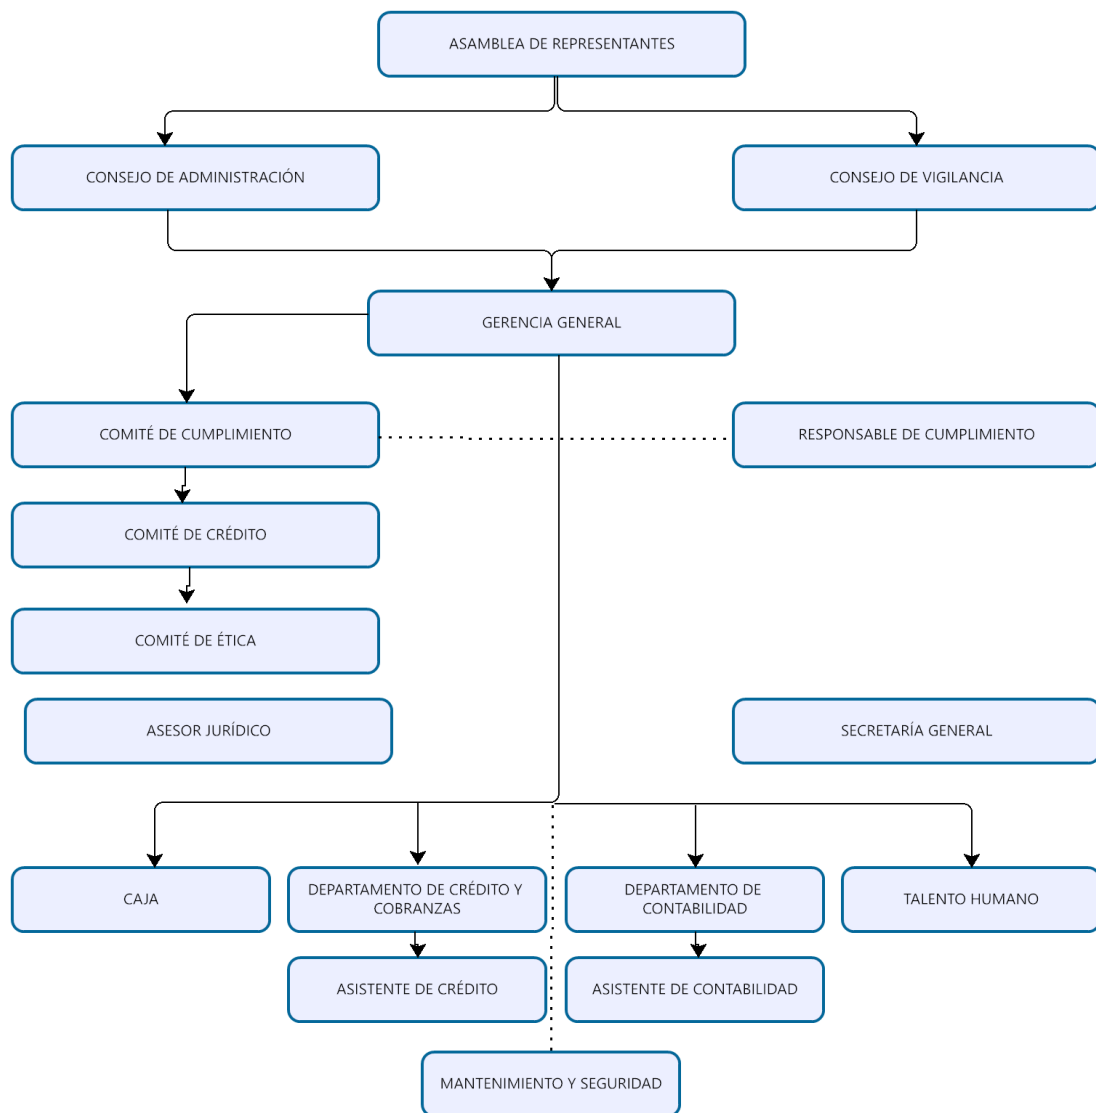 ASAMBLEA DE REPRESENTANTES
CONSEJO DE ADMINISTRACIÓN
CONSEJO DE VIGILANCIA
GERENCIA GENERAL
COMITÉ DE CUMPLIMIENTO
RESPONSABLE DE CUMPLIMIENTO
COMITÉ DE CRÉDITO
COMITÉ DE ÉTICA
ASESOR JURÍDICO
SECRETARÍA GENERAL
CAJA
DEPARTAMENTO DE CRÉDITO Y
COBRANZAS
DEPARTAMENTO DE
CONTABILIDAD
TALENTO HUMANO
ASISTENTE DE CRÉDITO
ASISTENTE DE CONTABILIDAD
MANTENIMIENTO Y SEGURIDAD